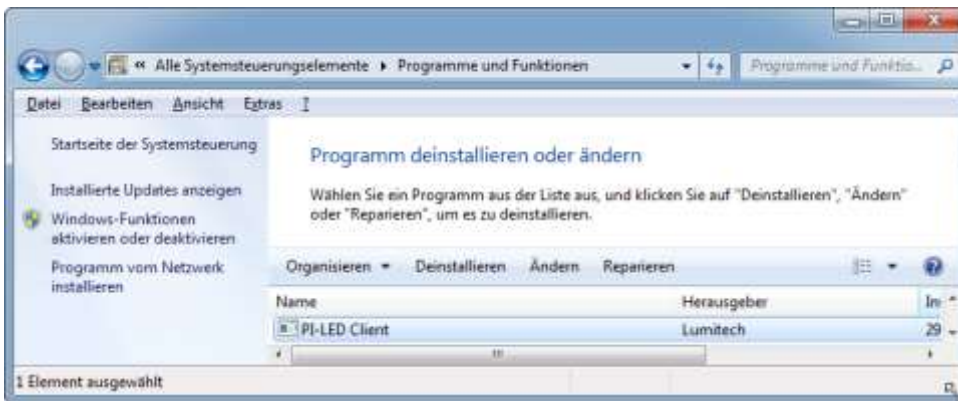 « Alle Systemsteuerungselemente ▸ Programme und Funktionen
Programme und Funktio...
Datei Bearbeiten Ansicht Extras ?
Startseite der Systemsteuerung
Installierte Updates anzeigen
Windows-Funktionen
aktivieren oder deaktivieren
Programm vom Netzwerk
installieren
Programm deinstallieren oder ändern
Wählen Sie ein Programm aus der Liste aus, und klicken Sie auf "Deinstallieren", "Ändern"
oder "Reparieren", um es zu deinstallieren.
Organisieren Deinstallieren Ändern Reparieren
Name Herausgeber In
PI-LED Client Lumitech 29
1 Element ausgewählt